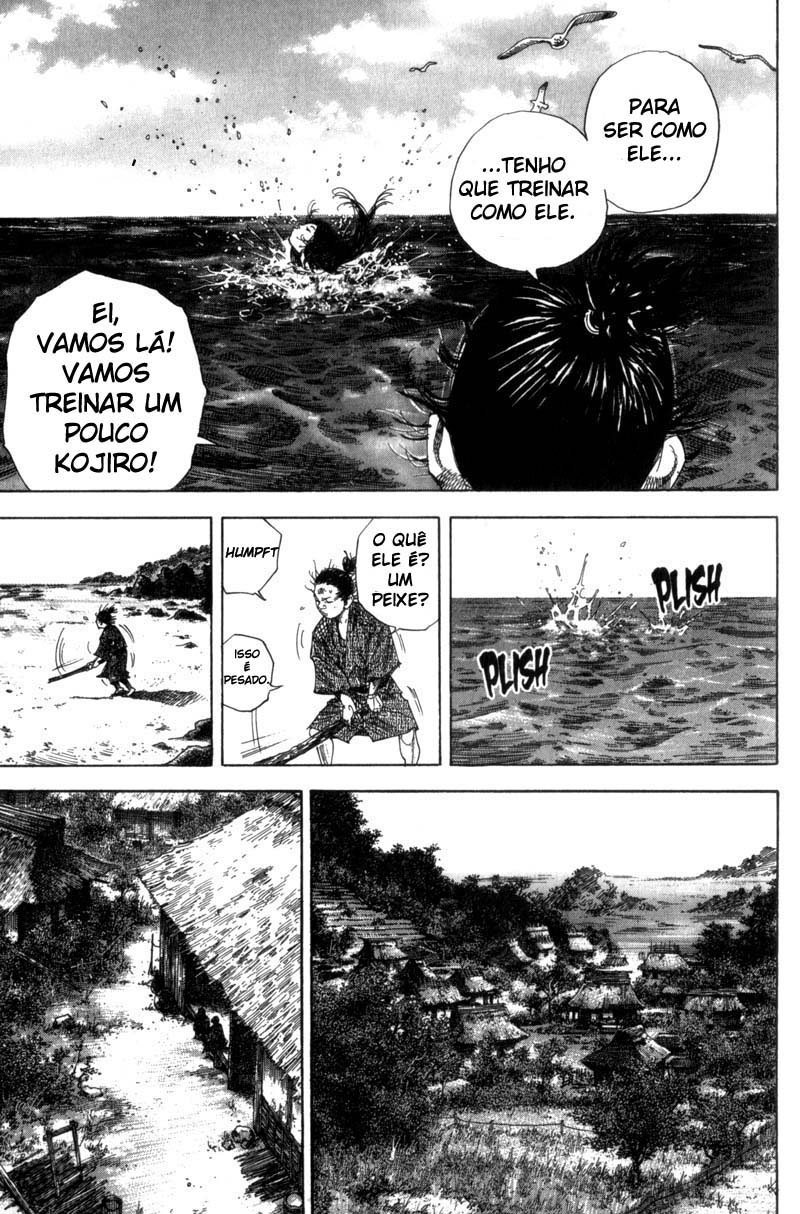 PARA
SER COMO
ELE...
...TENHO
QUE TREINAR
COMO ELE.
EI,
VAMOS LÁ!
VAMOS
TREINAR UM
POUCO
KOJIRO!
PLISH
PLISH
O QUÊ
ELE É?
UM
PEIXE?
HUMPFT
ISSO
É
PESADO.